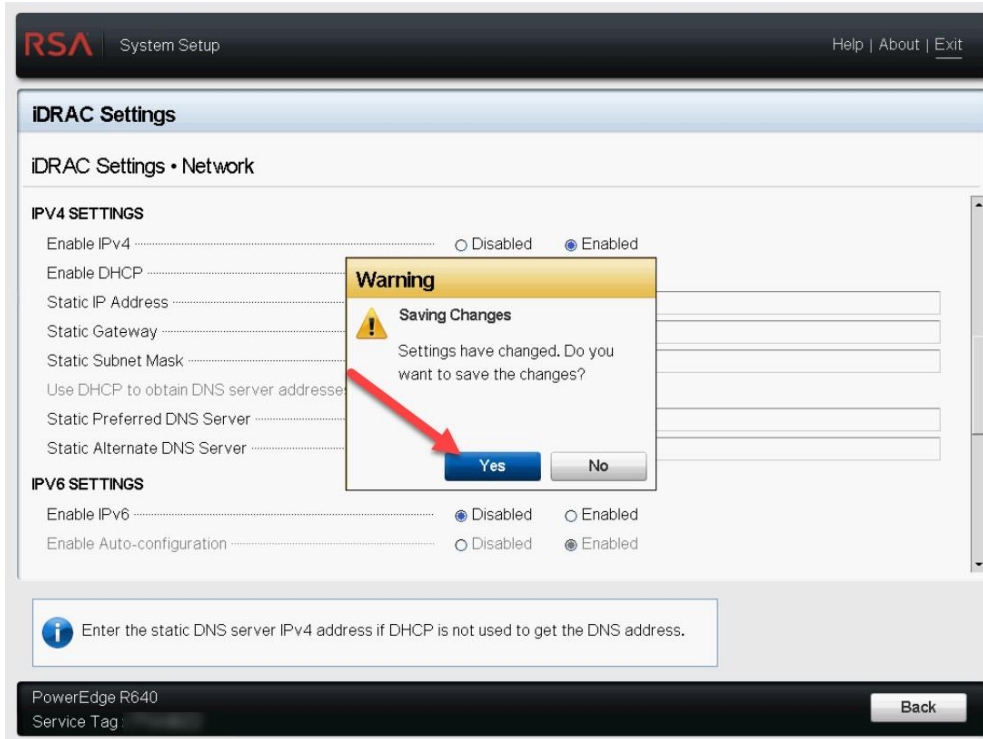 RSA System Setup Help | About | Exit
iDRAC Settings
iDRAC Settings • Network
IPV4 SETTINGS
Enable IPv4 Disabled Enabled
Enable DHCP
Static IP Address
Static Gateway
Static Subnet Mask
Use DHCP to obtain DNS server addresse
Static Preferred DNS Server
Static Alternate DNS Server
Warning
Saving Changes
Settings have changed. Do you
want to save the changes?
Yes No
IPV6 SETTINGS
Enable IPv6 Disabled Enabled
Enable Auto-configuration Disabled Enabled
Enter the static DNS server IPv4 address if DHCP is not used to get the DNS address.
PowerEdge R640
Service Tag:
Back